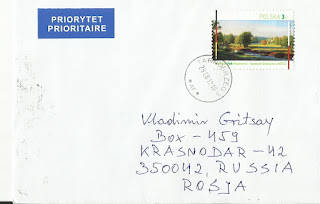 PRIORYTET
PRIORITAIRE
POLSKA
Vladimir Gritsay
Box - 459
KRASNODAR - 42
350042, RUSSIA
ROSJA